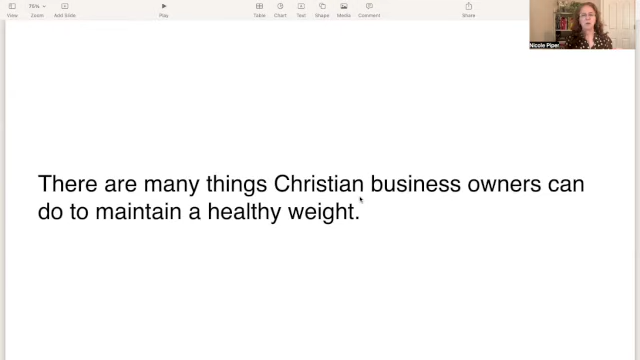 75%
View
Zoom
Add Slide
Play
Table
Chart
Text
Shape
Media
Comment
Share
Nicole Piper
There are many things Christian business owners can
do to maintain a healthy weight.